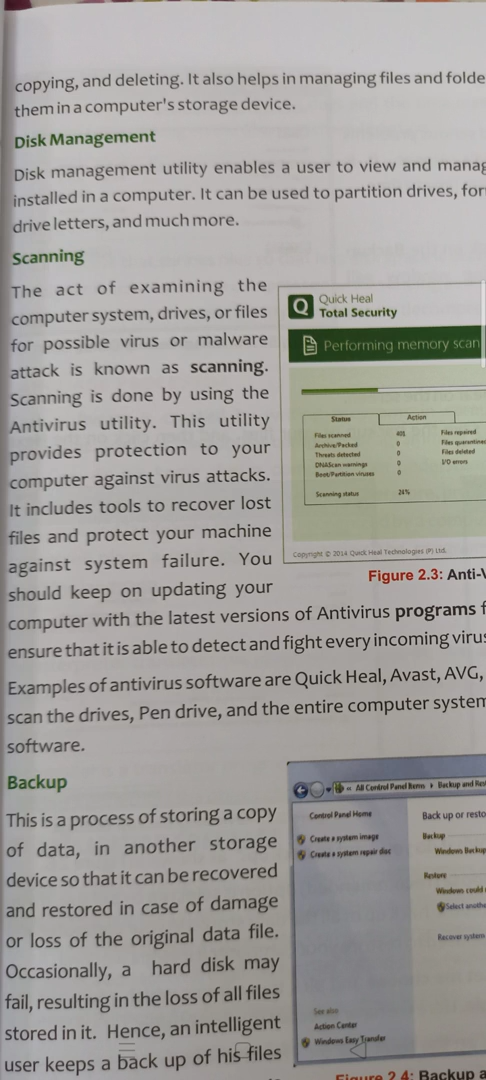 copying, and deleting. It also helps in managing files and folde
them in a computer's storage device.
Disk Management
Disk management utility enables a user to view and manag
installed in a computer. It can be used to partition drives, for
drive letters, and much more.
Scanning
The act of examining the
computer system, drives, or files
for possible virus or malware
attack is known as scanning.
Scanning is done by using the
Antivirus utility. This utility
provides protection to your
computer against virus attacks.
It includes tools to recover lost
files and protect your machine
against system failure. You
should keep on updating your
computer with the latest versions of Antivirus programs f
ensure that it is able to detect and fight every incoming virus
Examples of antivirus software are Quick Heal, Avast, AVG,
scan the drives, Pen drive, and the entire computer system
software.
Q
Quick Heal
Total Security
Performing memory scan
Status Action
Files scanned 405 Files repaired
Archive/Packed 0 Files quarantined
Threats detected 0 Files deleted
DNAScan warnings 0 I/O errors
Boot/Partition viruses 0
Scanning status 24%
Copyright © 2014 Quick Heal Technologies (P) Ltd.
Figure 2.3: Anti-V
Backup
This is a process of storing a copy
of data, in another storage
device so that it can be recovered
and restored in case of damage
or loss of the original data file.
Occasionally, a hard disk may
fail, resulting in the loss of all files
stored in it. Hence, an intelligent
user keeps a back up of his files
« All Control Panel Items Backup and Res
Control Panel Home
Create a system image
Create a system repair disc
See also
Action Center
Windows Easy Transfer
Back up or resto
Backup
Windows Backup
Restore
Windows could
Select anothe
Recover system
Figure 2.4: Backup a